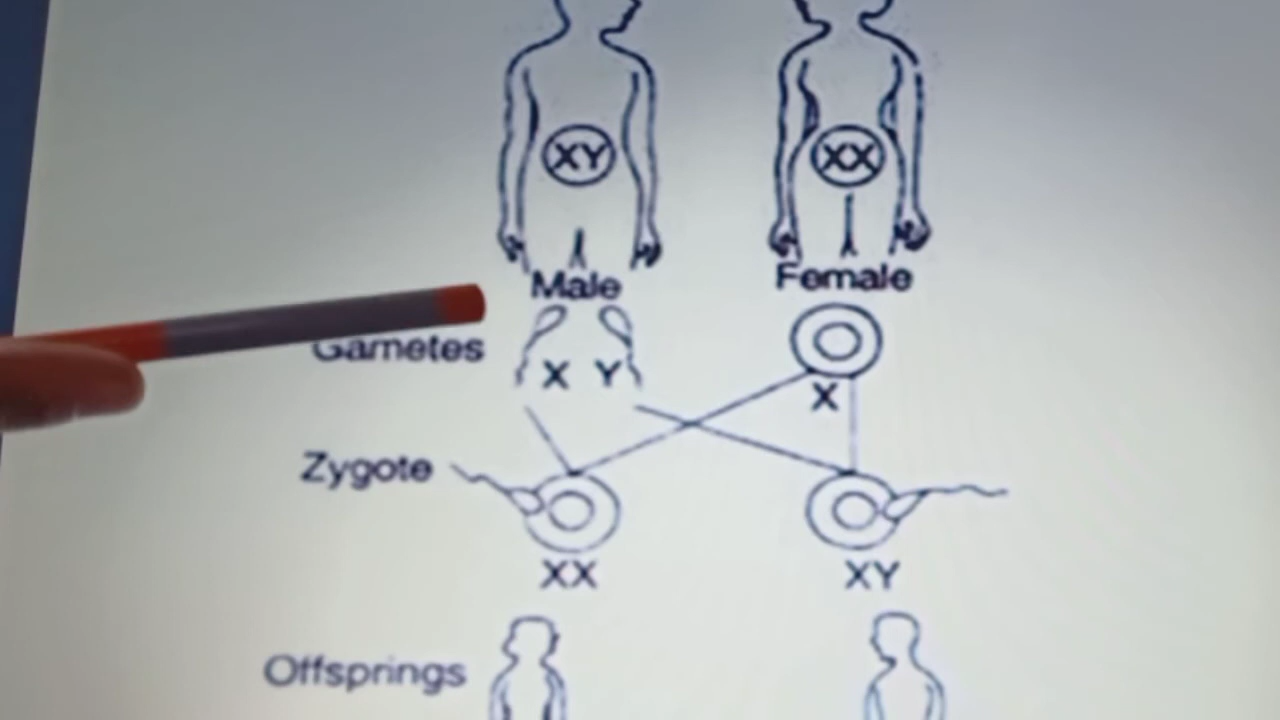 XY XX
Male Female
Gametes
X Y X
Zygote
XX XY
Offsprings